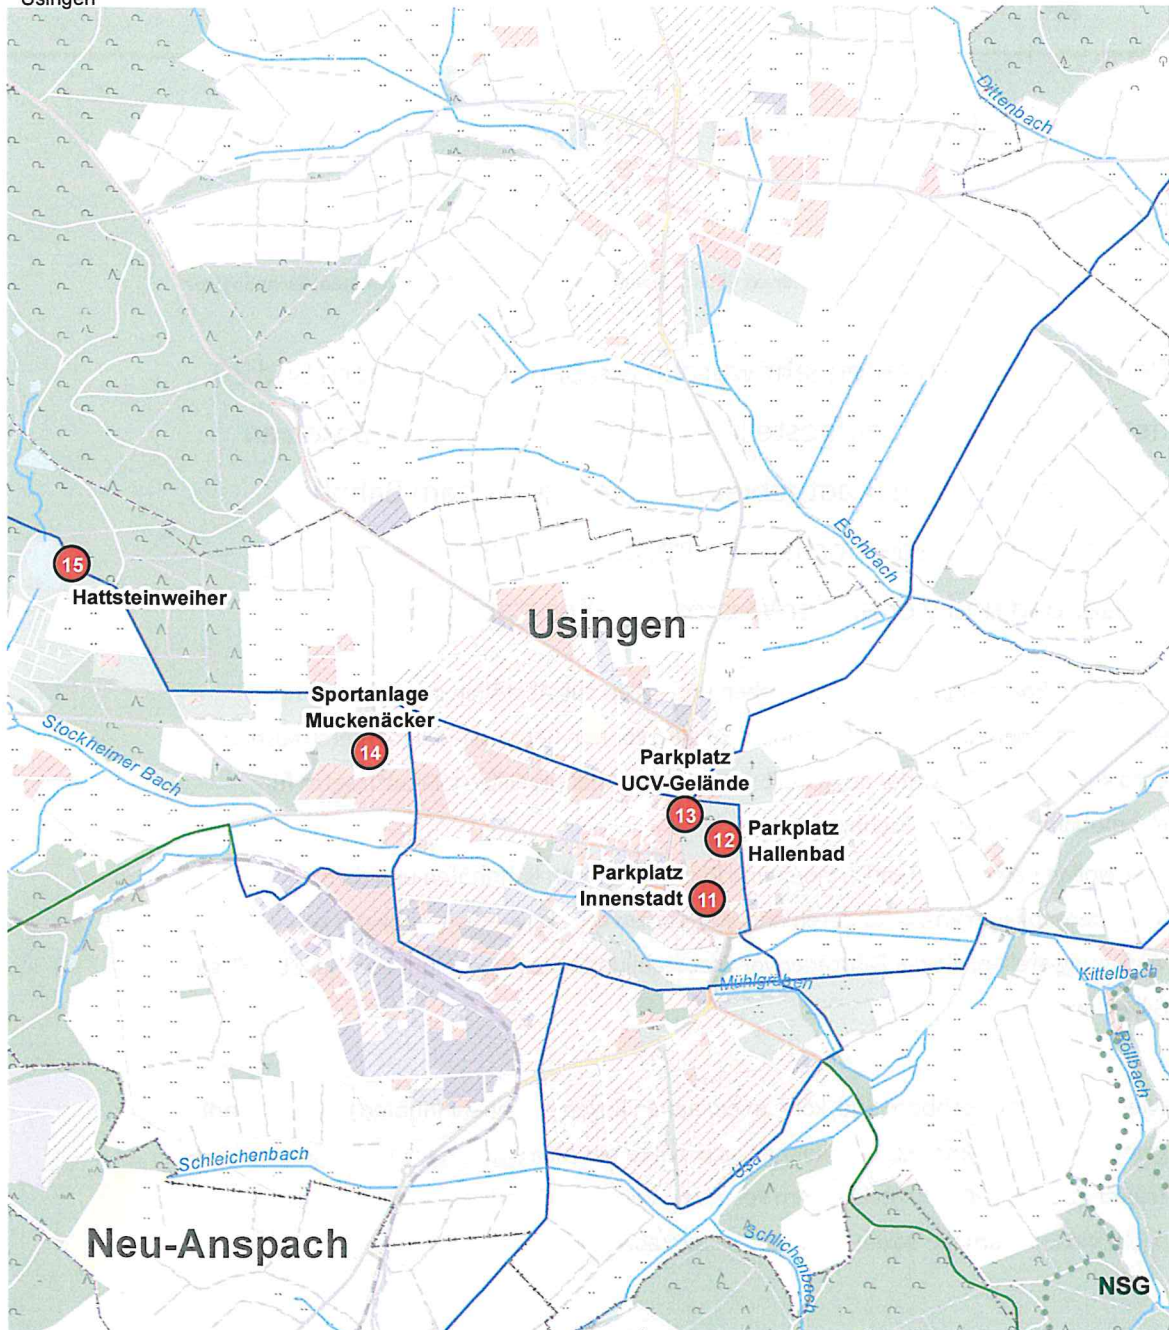 Usingen
Dittenbach
Eschbach
15
Hattsteinweiher
Usingen
Sportanlage
Muckenäcker
14
Stockheimer Bach
Parkplatz
UCV-Gelände
13
12
Parkplatz
Hallenbad
Parkplatz
Innenstadt
11
Mühlgraben
Kittelbach
Röllbach
Schleichenbach
Usa
Neu-Anspach
Schlichenbach
NSG